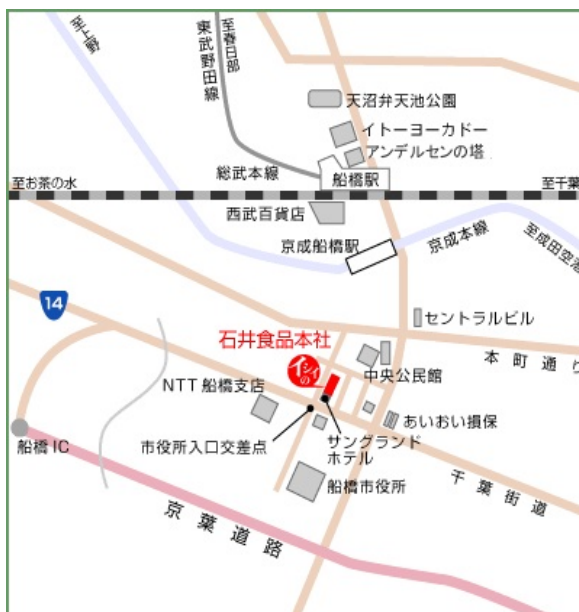 至上野
東武野田線
至春日部
天沼弁天池公園
イトーヨーカドー
アンデルセンの塔
総武本線
船橋駅
至お茶の水
至千葉
西武百貨店
京成船橋駅
京成本線
至成田空港
14
セントラルビル
石井食品本社
本町通り
イシイの
中央公民館
NTT 船橋支店
あいおい損保
市役所入口交差点
サングランド
ホテル
船橋 IC
船橋市役所
千葉街道
京葉道路